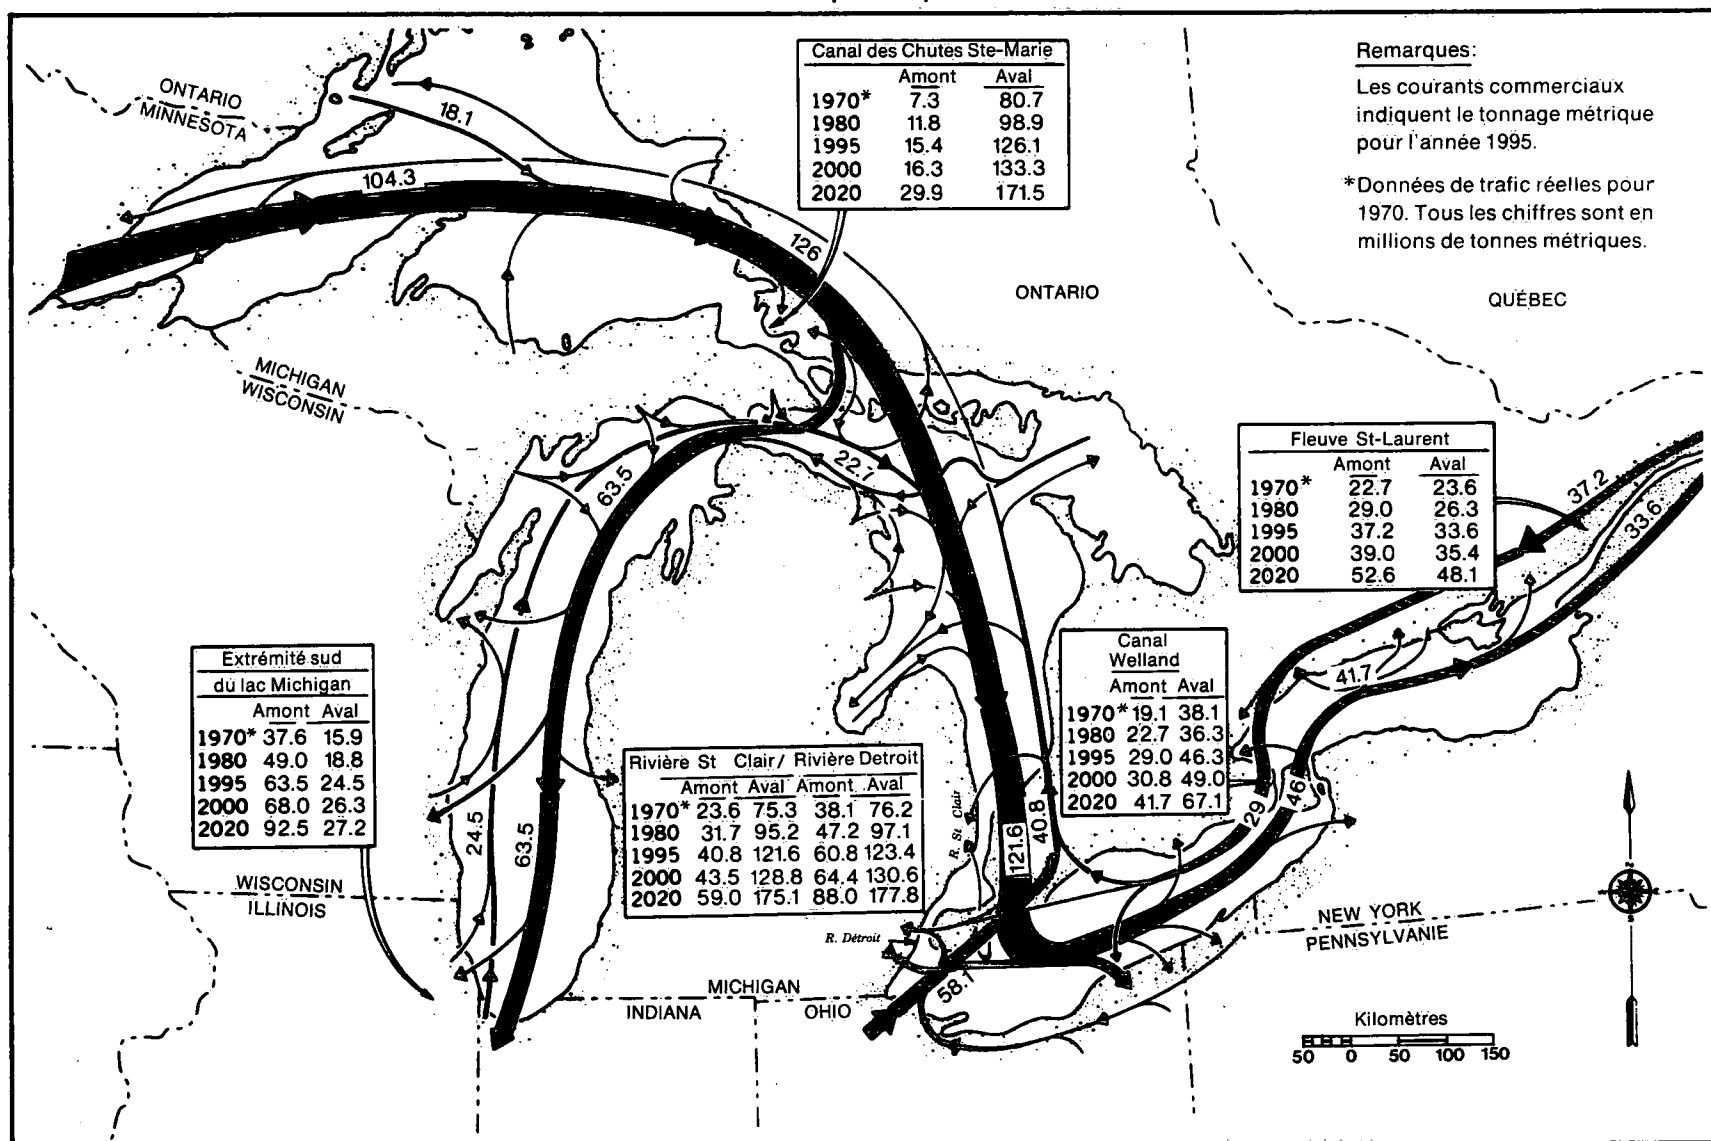 Canal des Chutes Ste-Marie
Amont Aval
1970* 7.3 80.7
1980 11.8 98.9
1995 15.4 126.1
2000 16.3 133.3
2020 29.9 171.5
Remarques:
Les courants commerciaux
indiquent le tonnage métrique
pour l'année 1995.
*Données de trafic réelles pour
1970. Tous les chiffres sont en
millions de tonnes métriques.
ONTARIO
MINNESOTA
18.1
104.3
126
ONTARIO
QUÉBEC
MICHIGAN
WISCONSIN
63.5
22.7
Fleuve St-Laurent
Amont Aval
1970* 22.7 23.6
1980 29.0 26.3
1995 37.2 33.6
2000 39.0 35.4
2020 52.6 48.1
37.2
33.6
Extrémité sud
du lac Michigan
Amont Aval
1970* 37.6 15.9
1980 49.0 18.8
1995 63.5 24.5
2000 68.0 26.3
2020 92.5 27.2
Canal
Welland
Amont Aval
1970* 19.1 38.1
1980 22.7 36.3
1995 29.0 46.3
2000 30.8 49.0
2020 41.7 67.1
41.7
Rivière St Clair/ Rivière Detroit
Amont Aval Amont Aval
1970* 23.6 75.3 38.1 76.2
1980 31.7 95.2 47.2 97.1
1995 40.8 121.6 60.8 123.4
2000 43.5 128.8 64.4 130.6
2020 59.0 175.1 88.0 177.8
24.5
63.5
R. St. Clair
121.6
40.8
29
46
WISCONSIN
ILLINOIS
R. Détroit
58.1
NEW YORK
PENNSYLVANIE
MICHIGAN
INDIANA
OHIO
Kilomètres
50 0 50 100 150